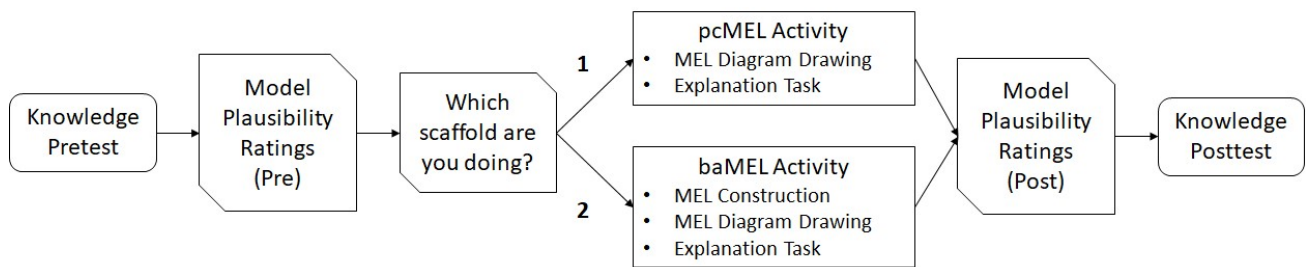 Knowledge
Pretest
Model
Plausibility
Ratings
(Pre)
Which
scaffold are
you doing?
1
pcMEL Activity
• MEL Diagram Drawing
• Explanation Task
2
baMEL Activity
• MEL Construction
• MEL Diagram Drawing
• Explanation Task
Model
Plausibility
Ratings
(Post)
Knowledge
Posttest